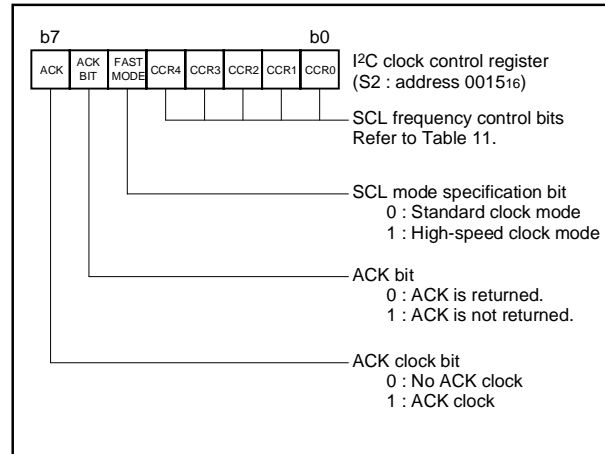 b7 b0
ACK ACK BIT FAST MODE CCR4 CCR3 CCR2 CCR1 CCR0
I²C clock control register
(S2 : address 0015₁₆)
SCL frequency control bits
Refer to Table 11.
SCL mode specification bit
0 : Standard clock mode
1 : High-speed clock mode
ACK bit
0 : ACK is returned.
1 : ACK is not returned.
ACK clock bit
0 : No ACK clock
1 : ACK clock